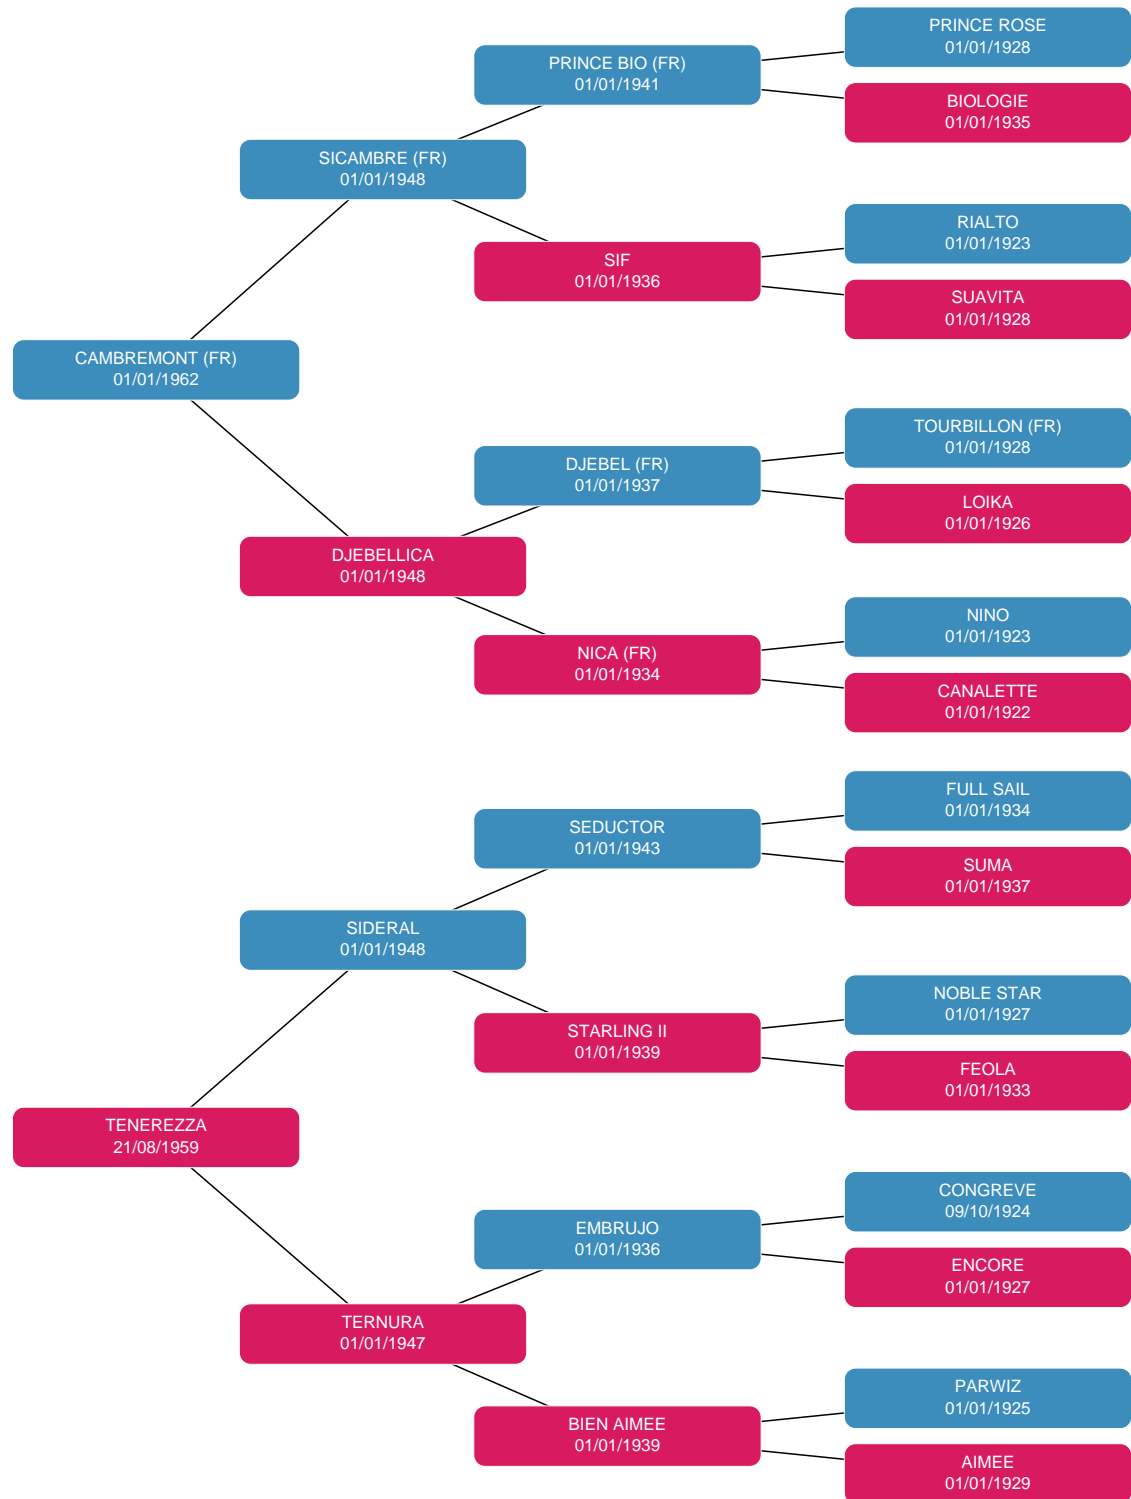 PRINCE ROSE
01/01/1928
PRINCE BIO (FR)
01/01/1941
BIOLOGIE
01/01/1935
SICAMBRE (FR)
01/01/1948
RIALTO
01/01/1923
SIF
01/01/1936
SUAVITA
01/01/1928
CAMBREMONT (FR)
01/01/1962
TOURBILLON (FR)
01/01/1928
DJEBEL (FR)
01/01/1937
LOIKA
01/01/1926
DJEBELLICA
01/01/1948
NINO
01/01/1923
NICA (FR)
01/01/1934
CANALETTE
01/01/1922
FULL SAIL
01/01/1934
SEDUCTOR
01/01/1943
SUMA
01/01/1937
SIDERAL
01/01/1948
NOBLE STAR
01/01/1927
STARLING II
01/01/1939
FEOLA
01/01/1933
TENEREZZA
21/08/1959
CONGREVE
09/10/1924
EMBRUJO
01/01/1936
ENCORE
01/01/1927
TERNURA
01/01/1947
PARWIZ
01/01/1925
BIEN AIMEE
01/01/1939
AIMEE
01/01/1929